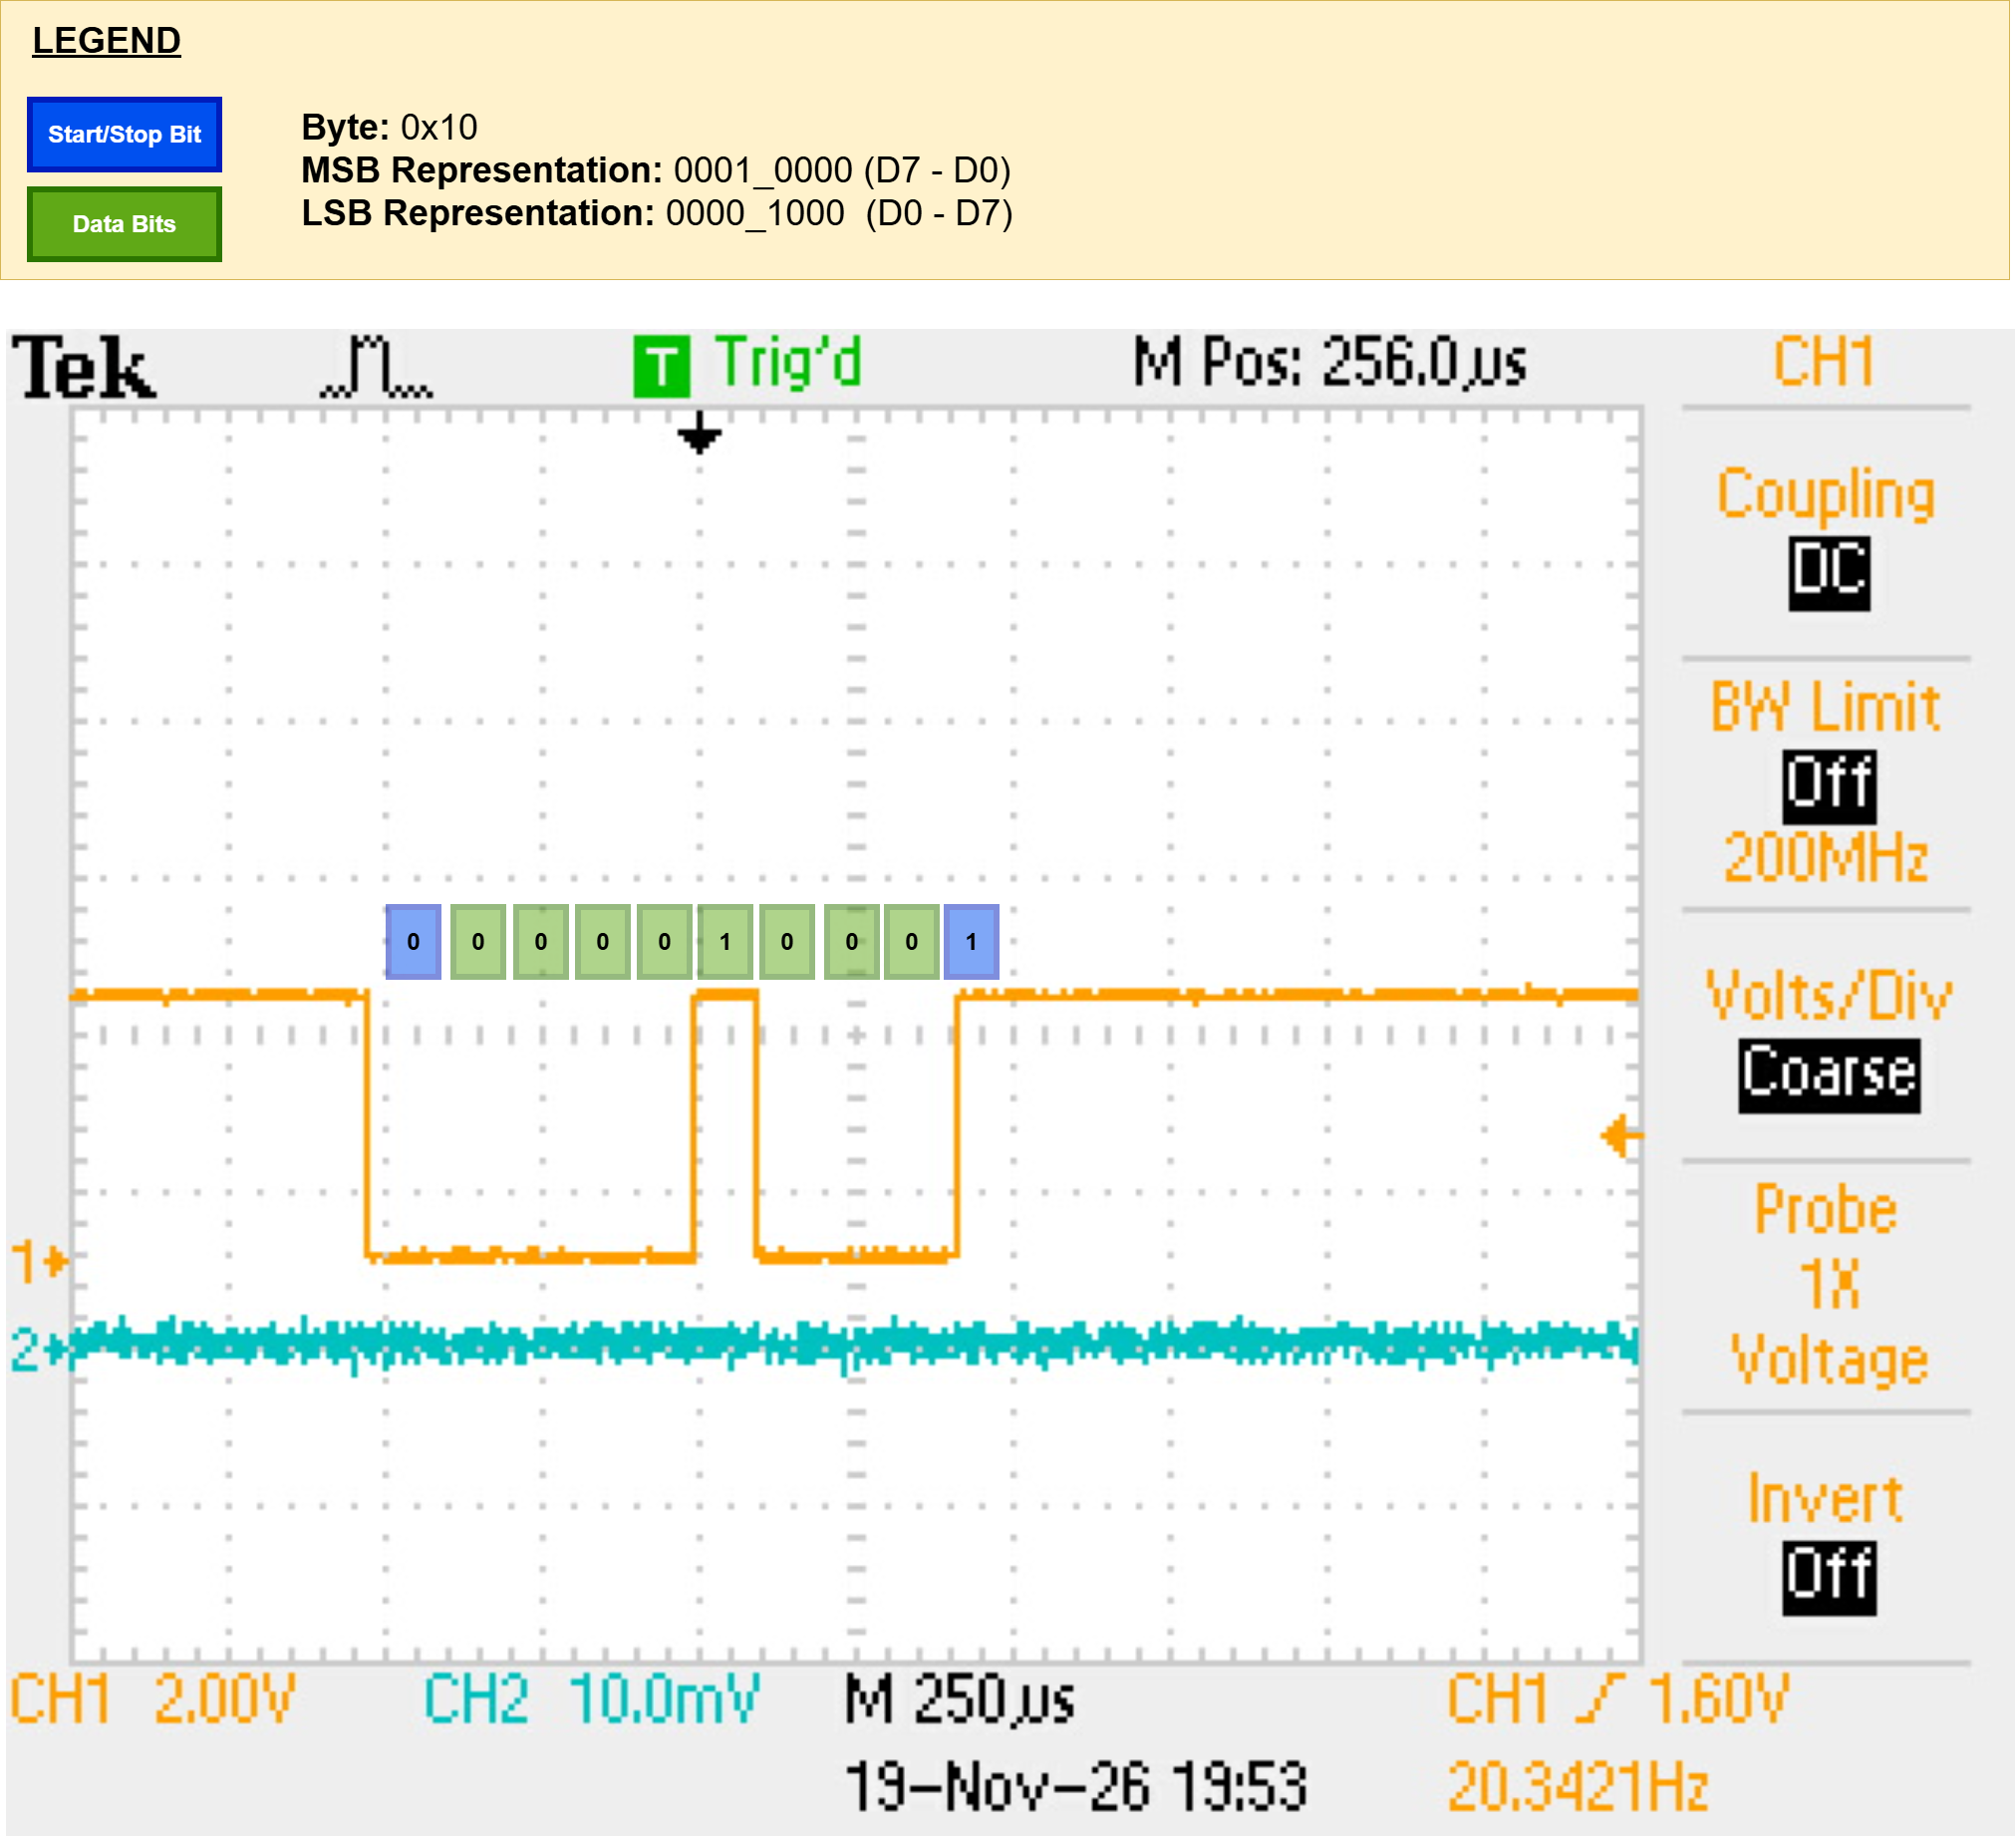 LEGEND
Start/Stop Bit
Data Bits
Byte: 0x10
MSB Representation: 0001_0000 (D7 - D0)
LSB Representation: 0000_1000 (D0 - D7)
Tek T Trig'd M Pos: 256.0µs CH1
Coupling
DC
BW Limit
Off
200MHz
0 0 0 0 0 1 0 0 0 1
Volts/Div
Coarse
Probe
1X
Voltage
1
2
Invert
Off
CH1 2.00V CH2 10.0mV M 250µs CH1 1.60V
19-Nov-26 19:53 20.3421Hz